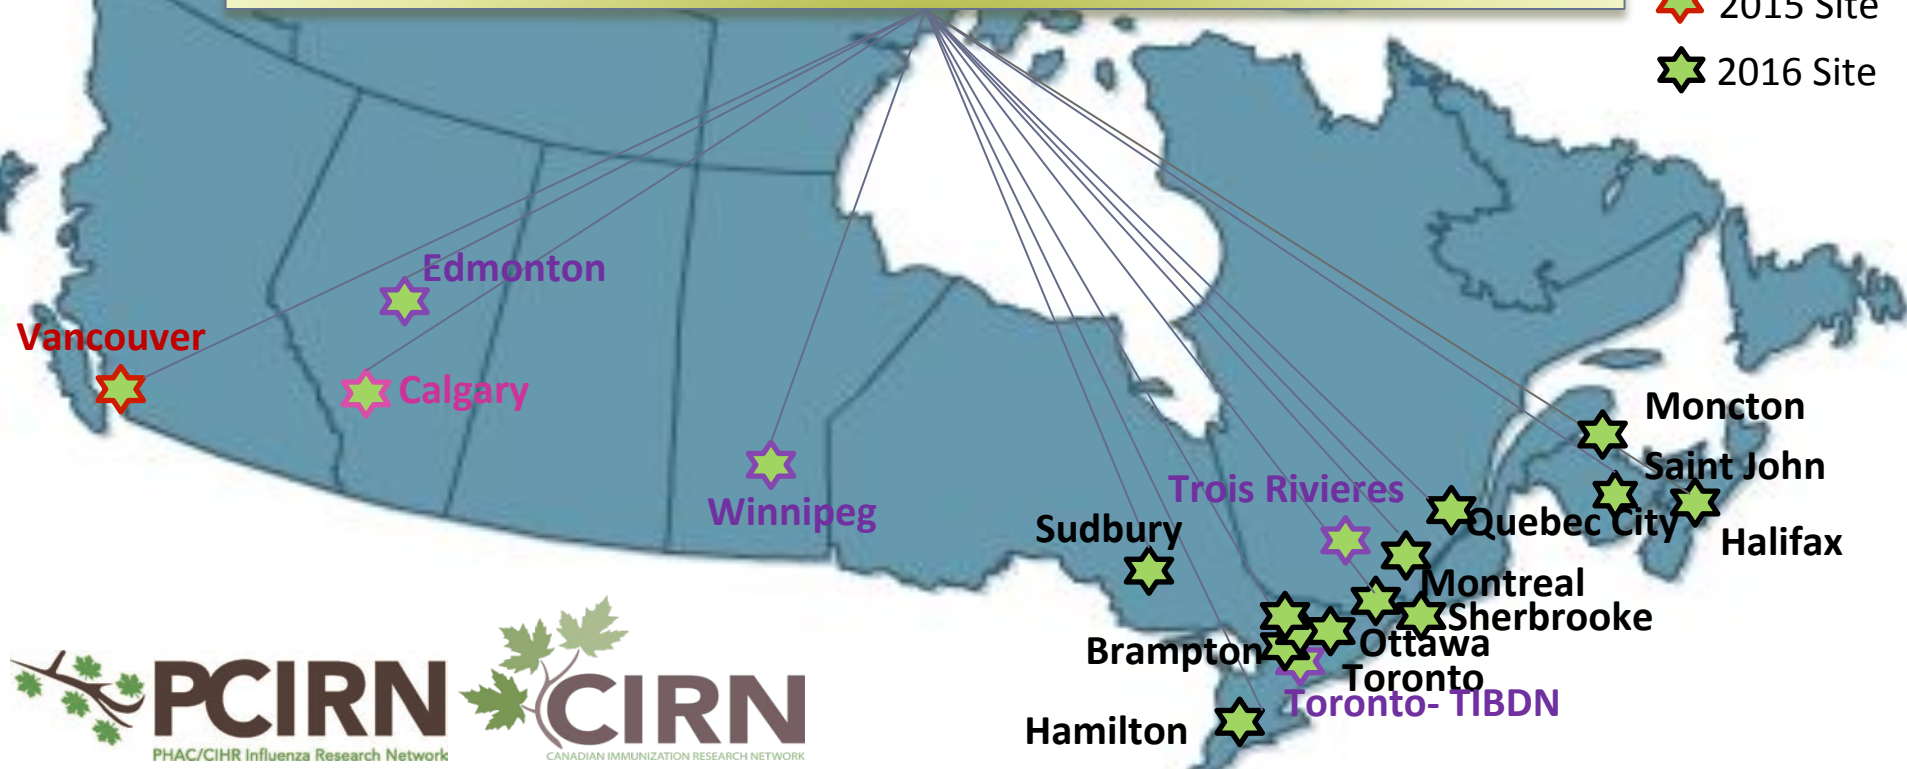 2015 Site
2016 Site
Edmonton
Vancouver
Calgary
Moncton
Saint John
Trois Rivieres
Winnipeg
Sudbury
Quebec City
Halifax
Montreal
Sherbrooke
Ottawa
Brampton
Toronto
Toronto- TIBDN
Hamilton
PCIRN
PHAC/CIHR Influenza Research Network
CIRN
CANADIAN IMMUNIZATION RESEARCH NETWORK